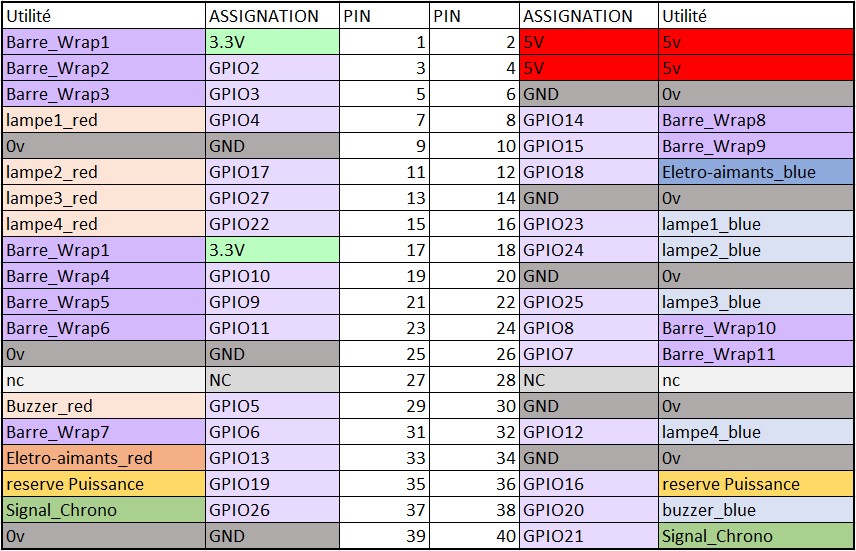 Utilité ASSIGNATION PIN PIN ASSIGNATION Utilité
Barre_Wrap1 3.3V 1 2 5V 5v
Barre_Wrap2 GPIO2 3 4 5V 5v
Barre_Wrap3 GPIO3 5 6 GND 0v
lampe1_red GPIO4 7 8 GPIO14 Barre_Wrap8
0v GND 9 10 GPIO15 Barre_Wrap9
lampe2_red GPIO17 11 12 GPIO18 Eletro-aimants_blue
lampe3_red GPIO27 13 14 GND 0v
lampe4_red GPIO22 15 16 GPIO23 lampe1_blue
Barre_Wrap1 3.3V 17 18 GPIO24 lampe2_blue
Barre_Wrap4 GPIO10 19 20 GND 0v
Barre_Wrap5 GPIO9 21 22 GPIO25 lampe3_blue
Barre_Wrap6 GPIO11 23 24 GPIO8 Barre_Wrap10
0v GND 25 26 GPIO7 Barre_Wrap11
nc NC 27 28 NC nc
Buzzer_red GPIO5 29 30 GND 0v
Barre_Wrap7 GPIO6 31 32 GPIO12 lampe4_blue
Eletro-aimants_red GPIO13 33 34 GND 0v
reserve Puissance GPIO19 35 36 GPIO16 reserve Puissance
Signal_Chrono GPIO26 37 38 GPIO20 buzzer_blue
0v GND 39 40 GPIO21 Signal_Chrono